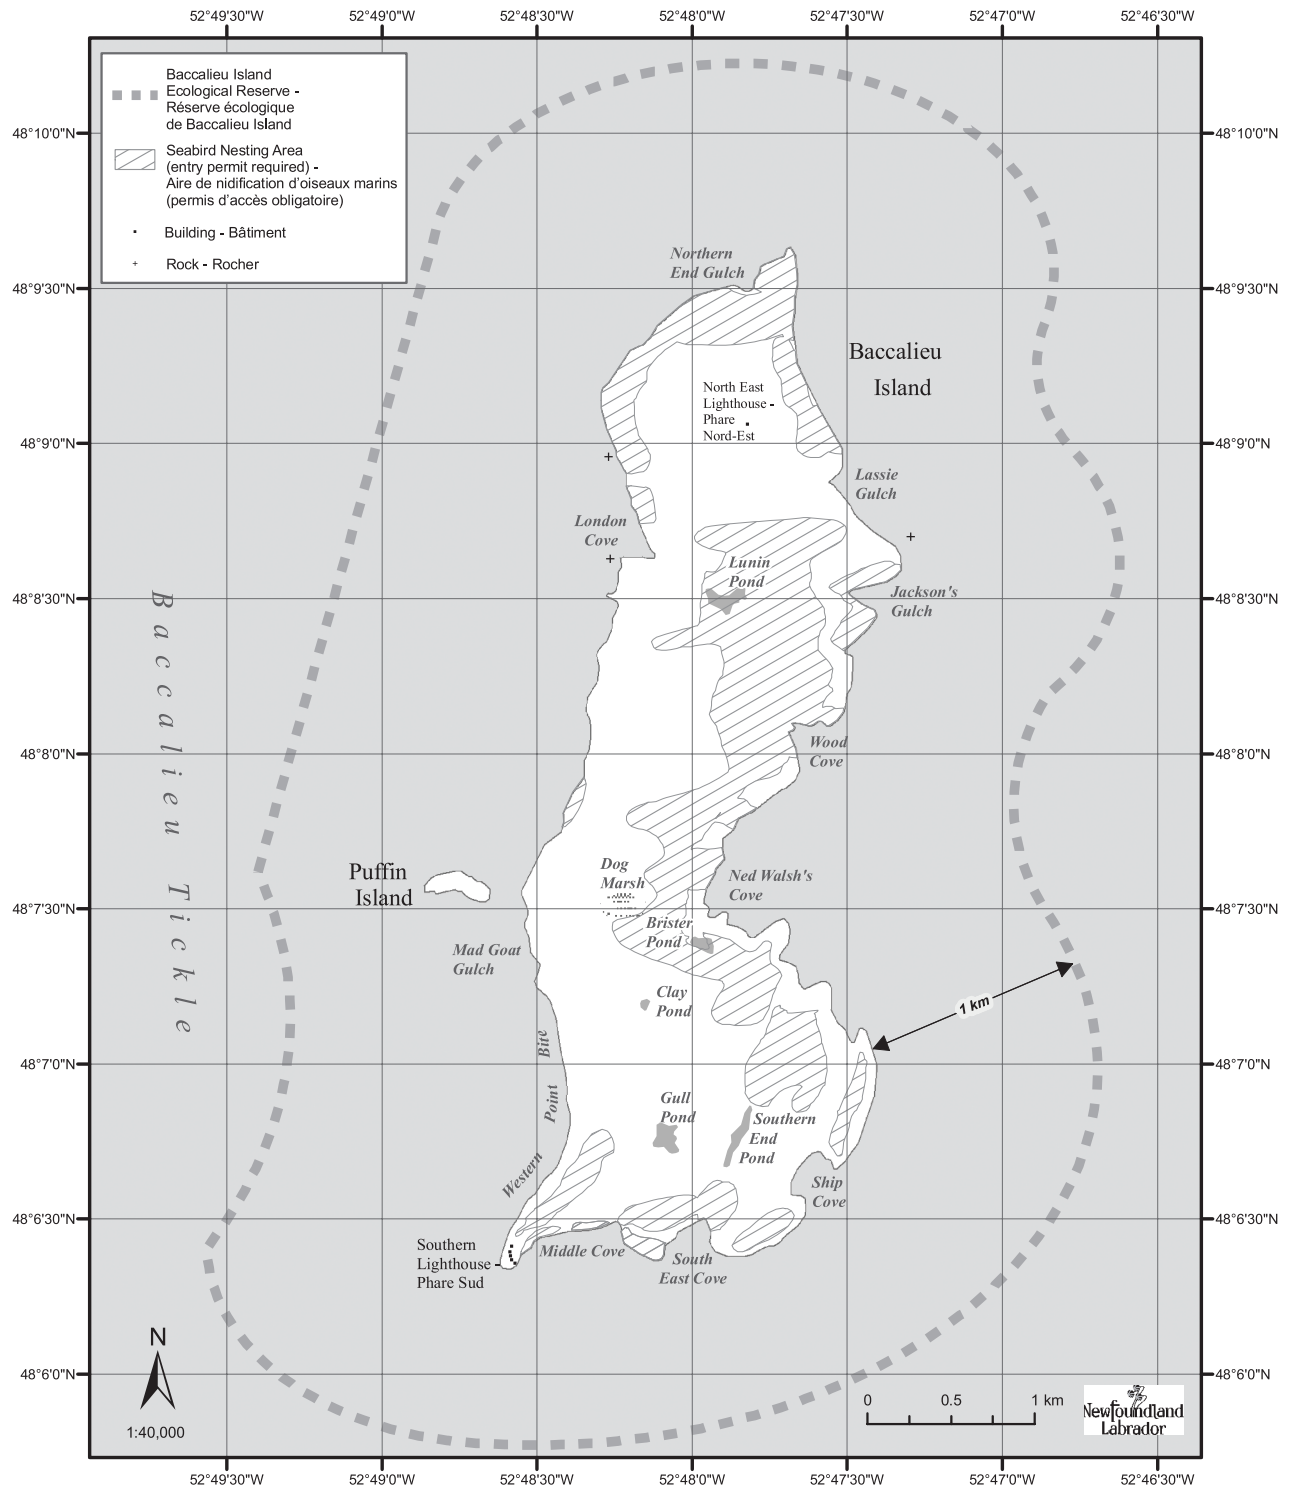 52°49'30"W 52°49'0"W 52°48'30"W 52°48'0"W 52°47'30"W 52°47'0"W 52°46'30"W
Baccalieu Island
Ecological Reserve -
Réserve écologique
de Baccalieu Island
Seabird Nesting Area
(entry permit required) -
Aire de nidification d'oiseaux marins
(permis d'accès obligatoire)
Building - Bâtiment
Rock - Rocher
48°10'0"N 48°10'0"N
Northern
End Gulch
48°9'30"N 48°9'30"N
Baccalieu
Island
North East
Lighthouse -
Phare
Nord-Est
48°9'0"N 48°9'0"N
Lassie
Gulch
London
Cove
Lunin
Pond
Jackson's
Gulch
48°8'30"N 48°8'30"N
Baccalieu Tickle
Wood
Cove
48°8'0"N 48°8'0"N
Puffin
Island
Dog
Marsh
Ned Walsh's
Cove
48°7'30"N 48°7'30"N
Brister
Pond
Mad Goat
Gulch
Clay
Pond
1 km
48°7'0"N 48°7'0"N
Western Point Bite
Gull
Pond
Southern
End
Pond
Ship
Cove
48°6'30"N 48°6'30"N
Southern
Lighthouse -
Phare Sud
Middle Cove
South
East Cove
48°6'0"N 48°6'0"N
N
1:40,000
0 0.5 1 km
Newfoundland
Labrador
52°49'30"W 52°49'0"W 52°48'30"W 52°48'0"W 52°47'30"W 52°47'0"W 52°46'30"W